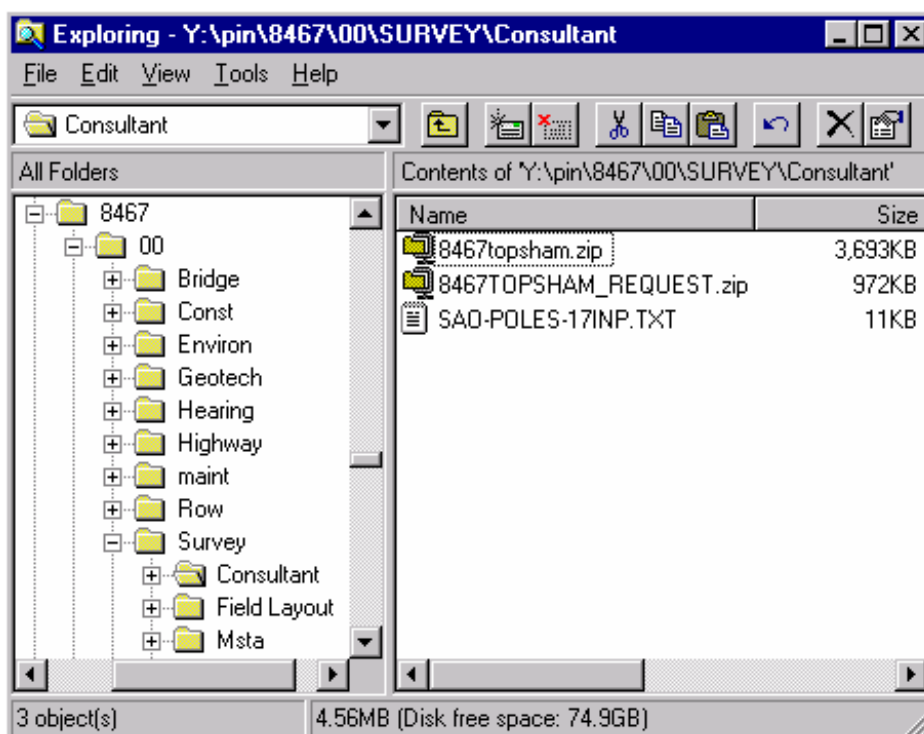 Exploring - Y:\pin\8467\00\SURVEY\Consultant
File Edit View Tools Help
Consultant
All Folders
Contents of 'Y:\pin\8467\00\SURVEY\Consultant'
8467
00
Bridge
Const
Environ
Geotech
Hearing
Highway
maint
Row
Survey
Consultant
Field Layout
Msta
Name Size
8467topsham.zip 3,693KB
8467TOPSHAM_REQUEST.zip 972KB
SAO-POLES-17INP.TXT 11KB
3 object(s)
4.56MB (Disk free space: 74.9GB)